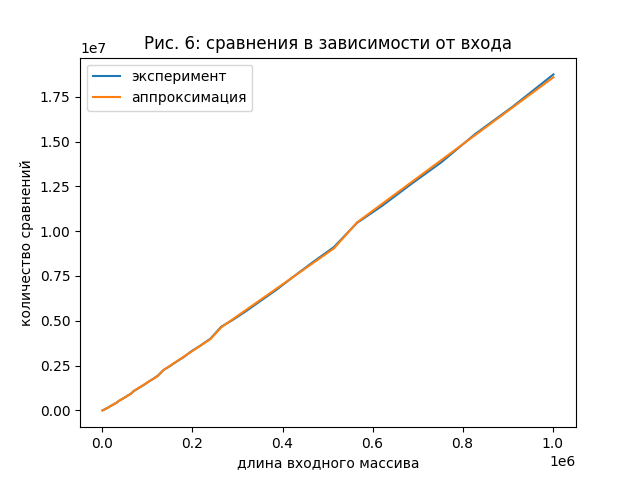 Рис. 6: сравнения в зависимости от входа
1e7
эксперимент
аппроксимация
1.75
1.50
1.25
1.00
0.75
0.50
0.25
0.00
количество сравнений
0.0 0.2 0.4 0.6 0.8 1.0
1e6
длина входного массива